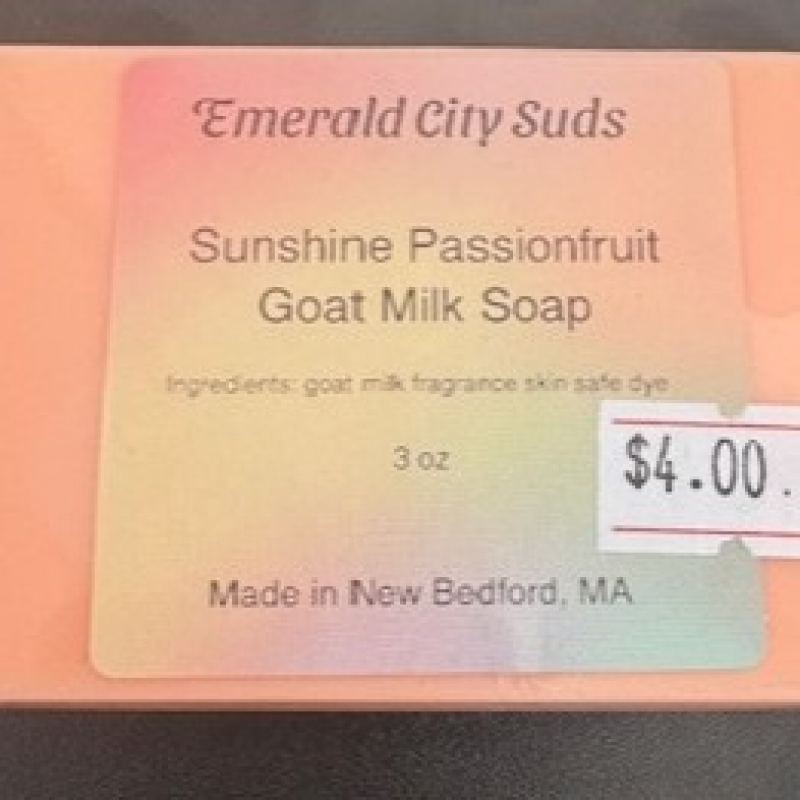 Emerald City Suds
Sunshine Passionfruit
Goat Milk Soap
Ingredients: goat milk fragrance skin safe dye
3 oz
$4.00.
Made in New Bedford, MA